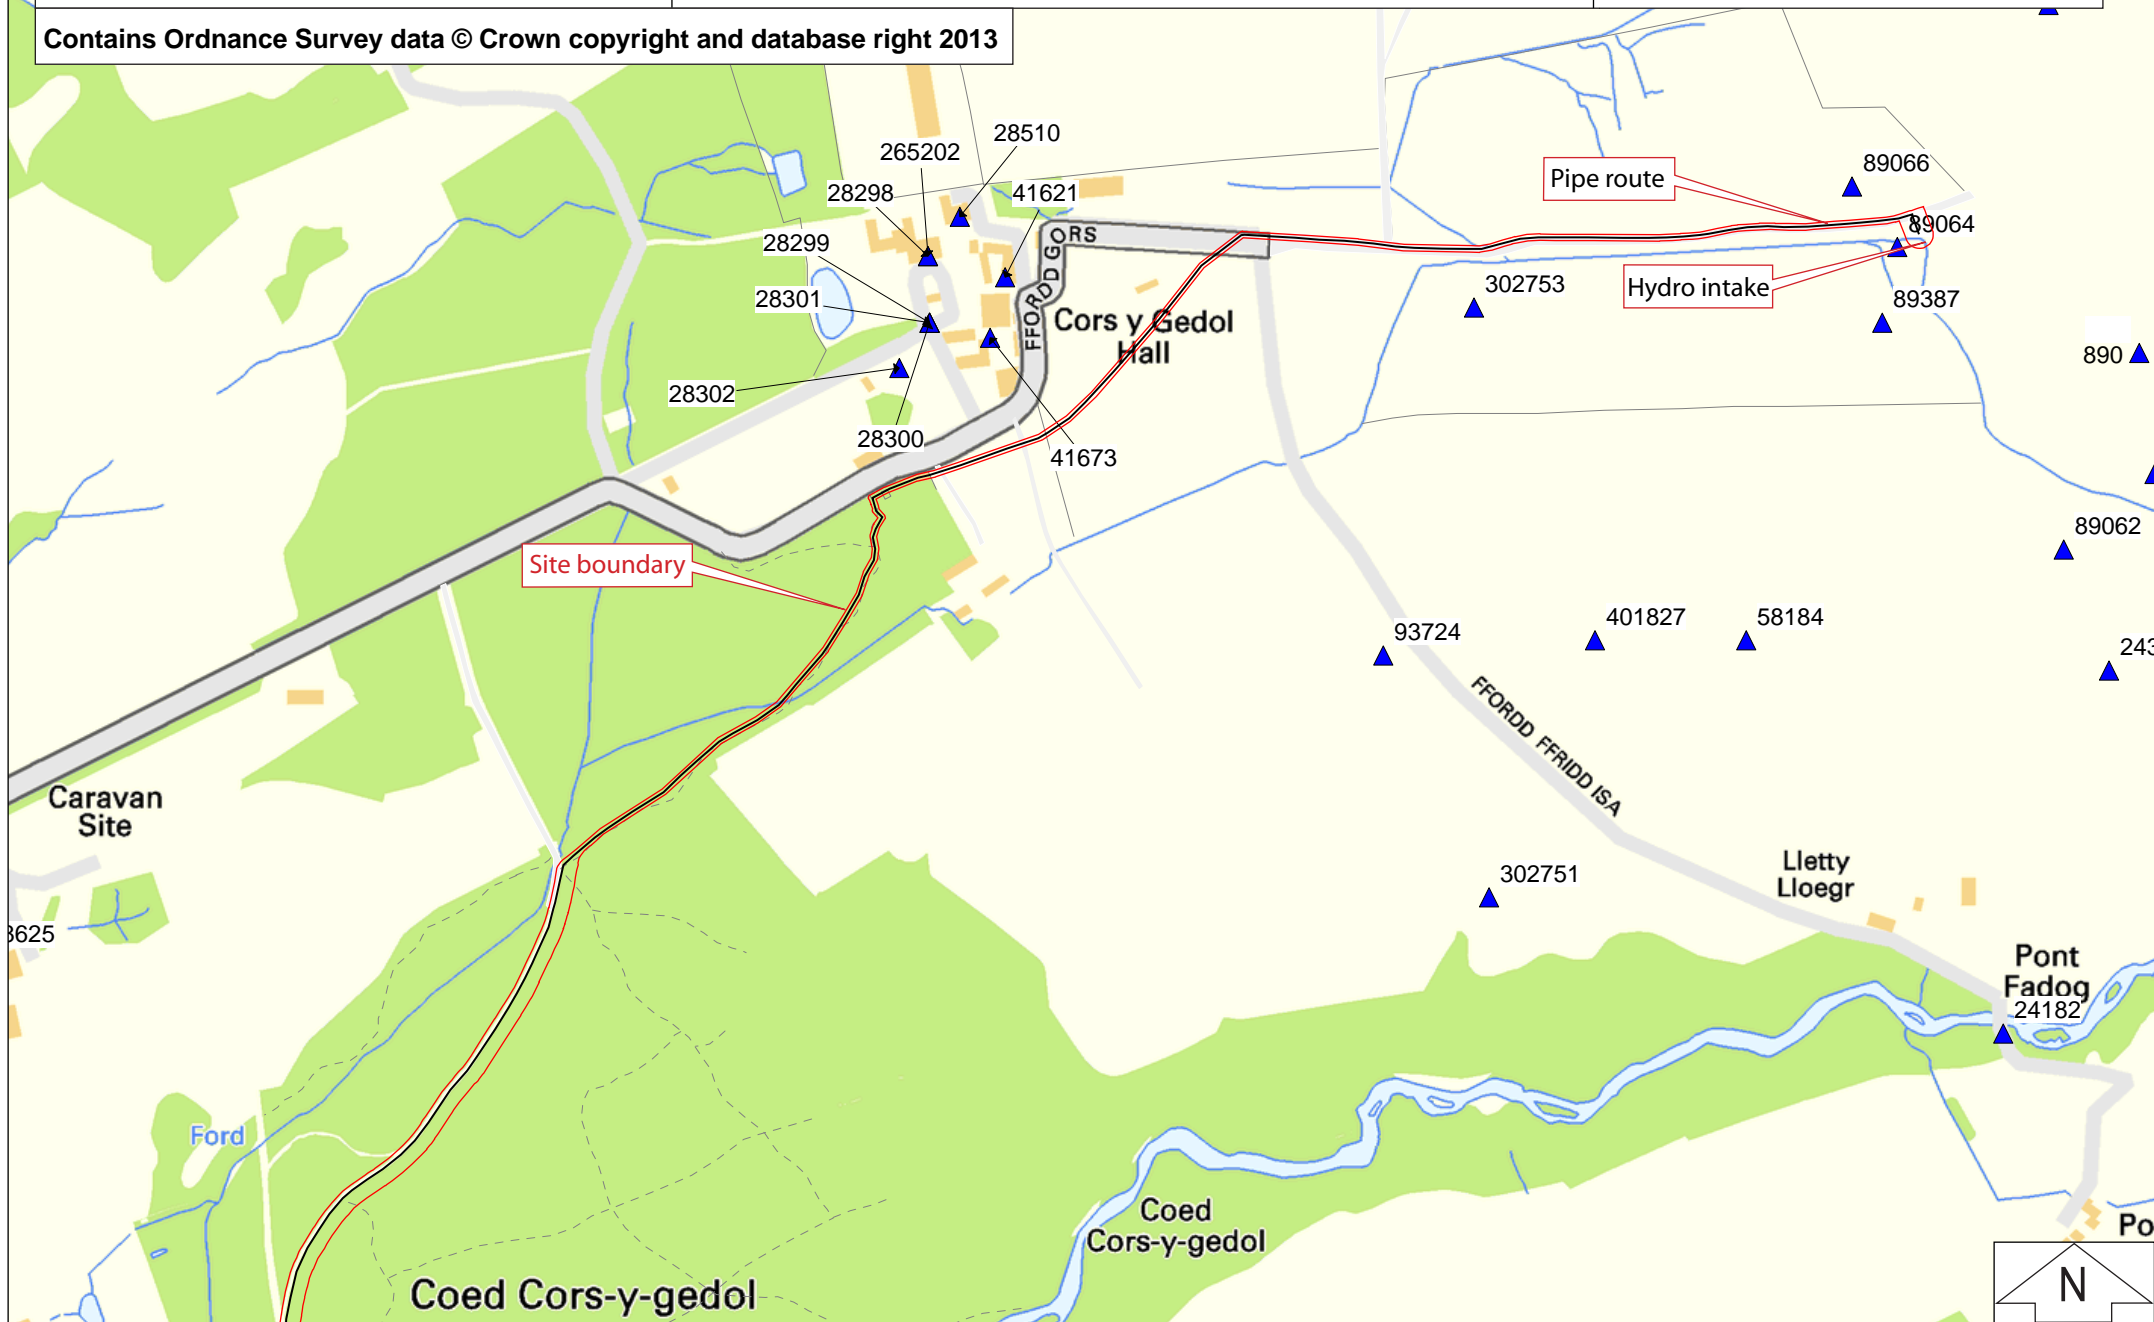 Contains Ordnance Survey data © Crown copyright and database right 2013
28510
265202
28298
41621
28299
28301
28302
28300
41673
FFORDD GORS
Cors y Gedol
Hall
Pipe route
89066
89064
Hydro intake
302753
89387
890
89062
Site boundary
93724
401827
58184
243
FFORDD FFRIDD ISA
Caravan
Site
302751
Lletty
Lloegr
3625
Pont
Fadog
24182
Ford
Coed
Cors-y-gedol
Po
Coed Cors-y-gedol
N